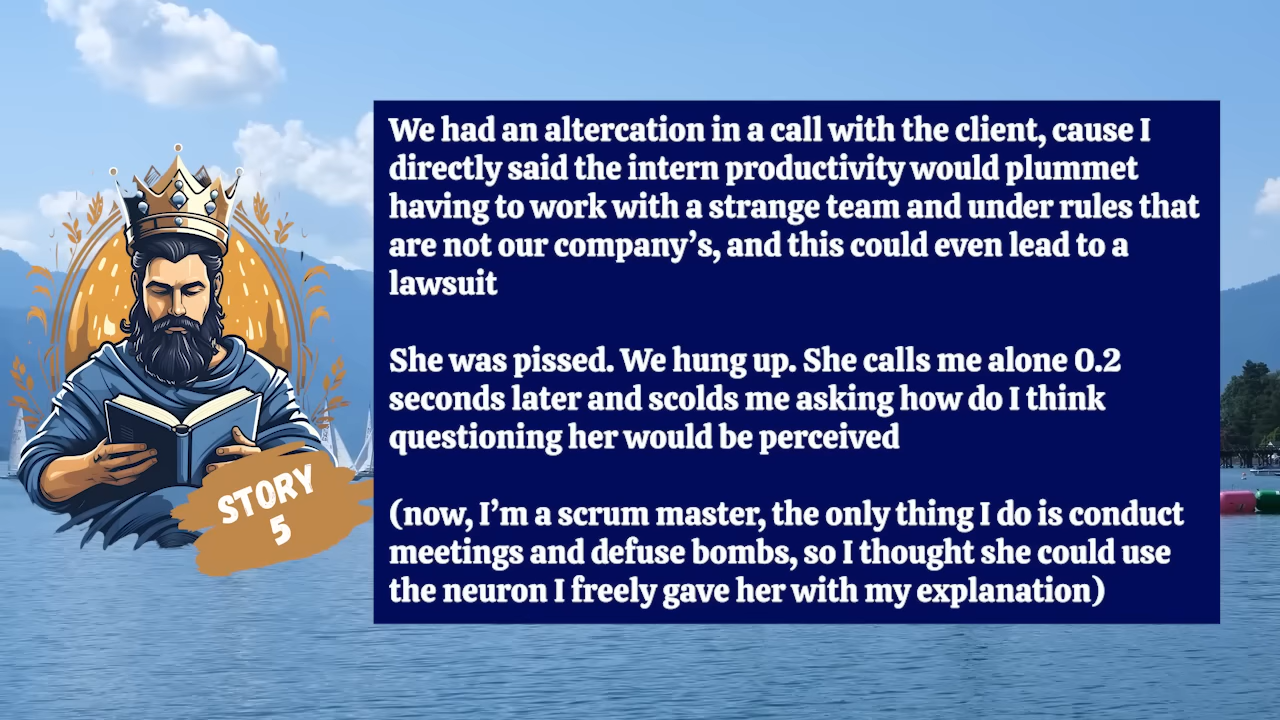 We had an altercation in a call with the client, cause I
directly said the intern productivity would plummet
having to work with a strange team and under rules that
are not our company’s, and this could even lead to a
lawsuit
She was pissed. We hung up. She calls me alone 0.2
seconds later and scolds me asking how do I think
questioning her would be perceived
(now, I’m a scrum master, the only thing I do is conduct
meetings and defuse bombs, so I thought she could use
the neuron I freely gave her with my explanation)
STORY
5